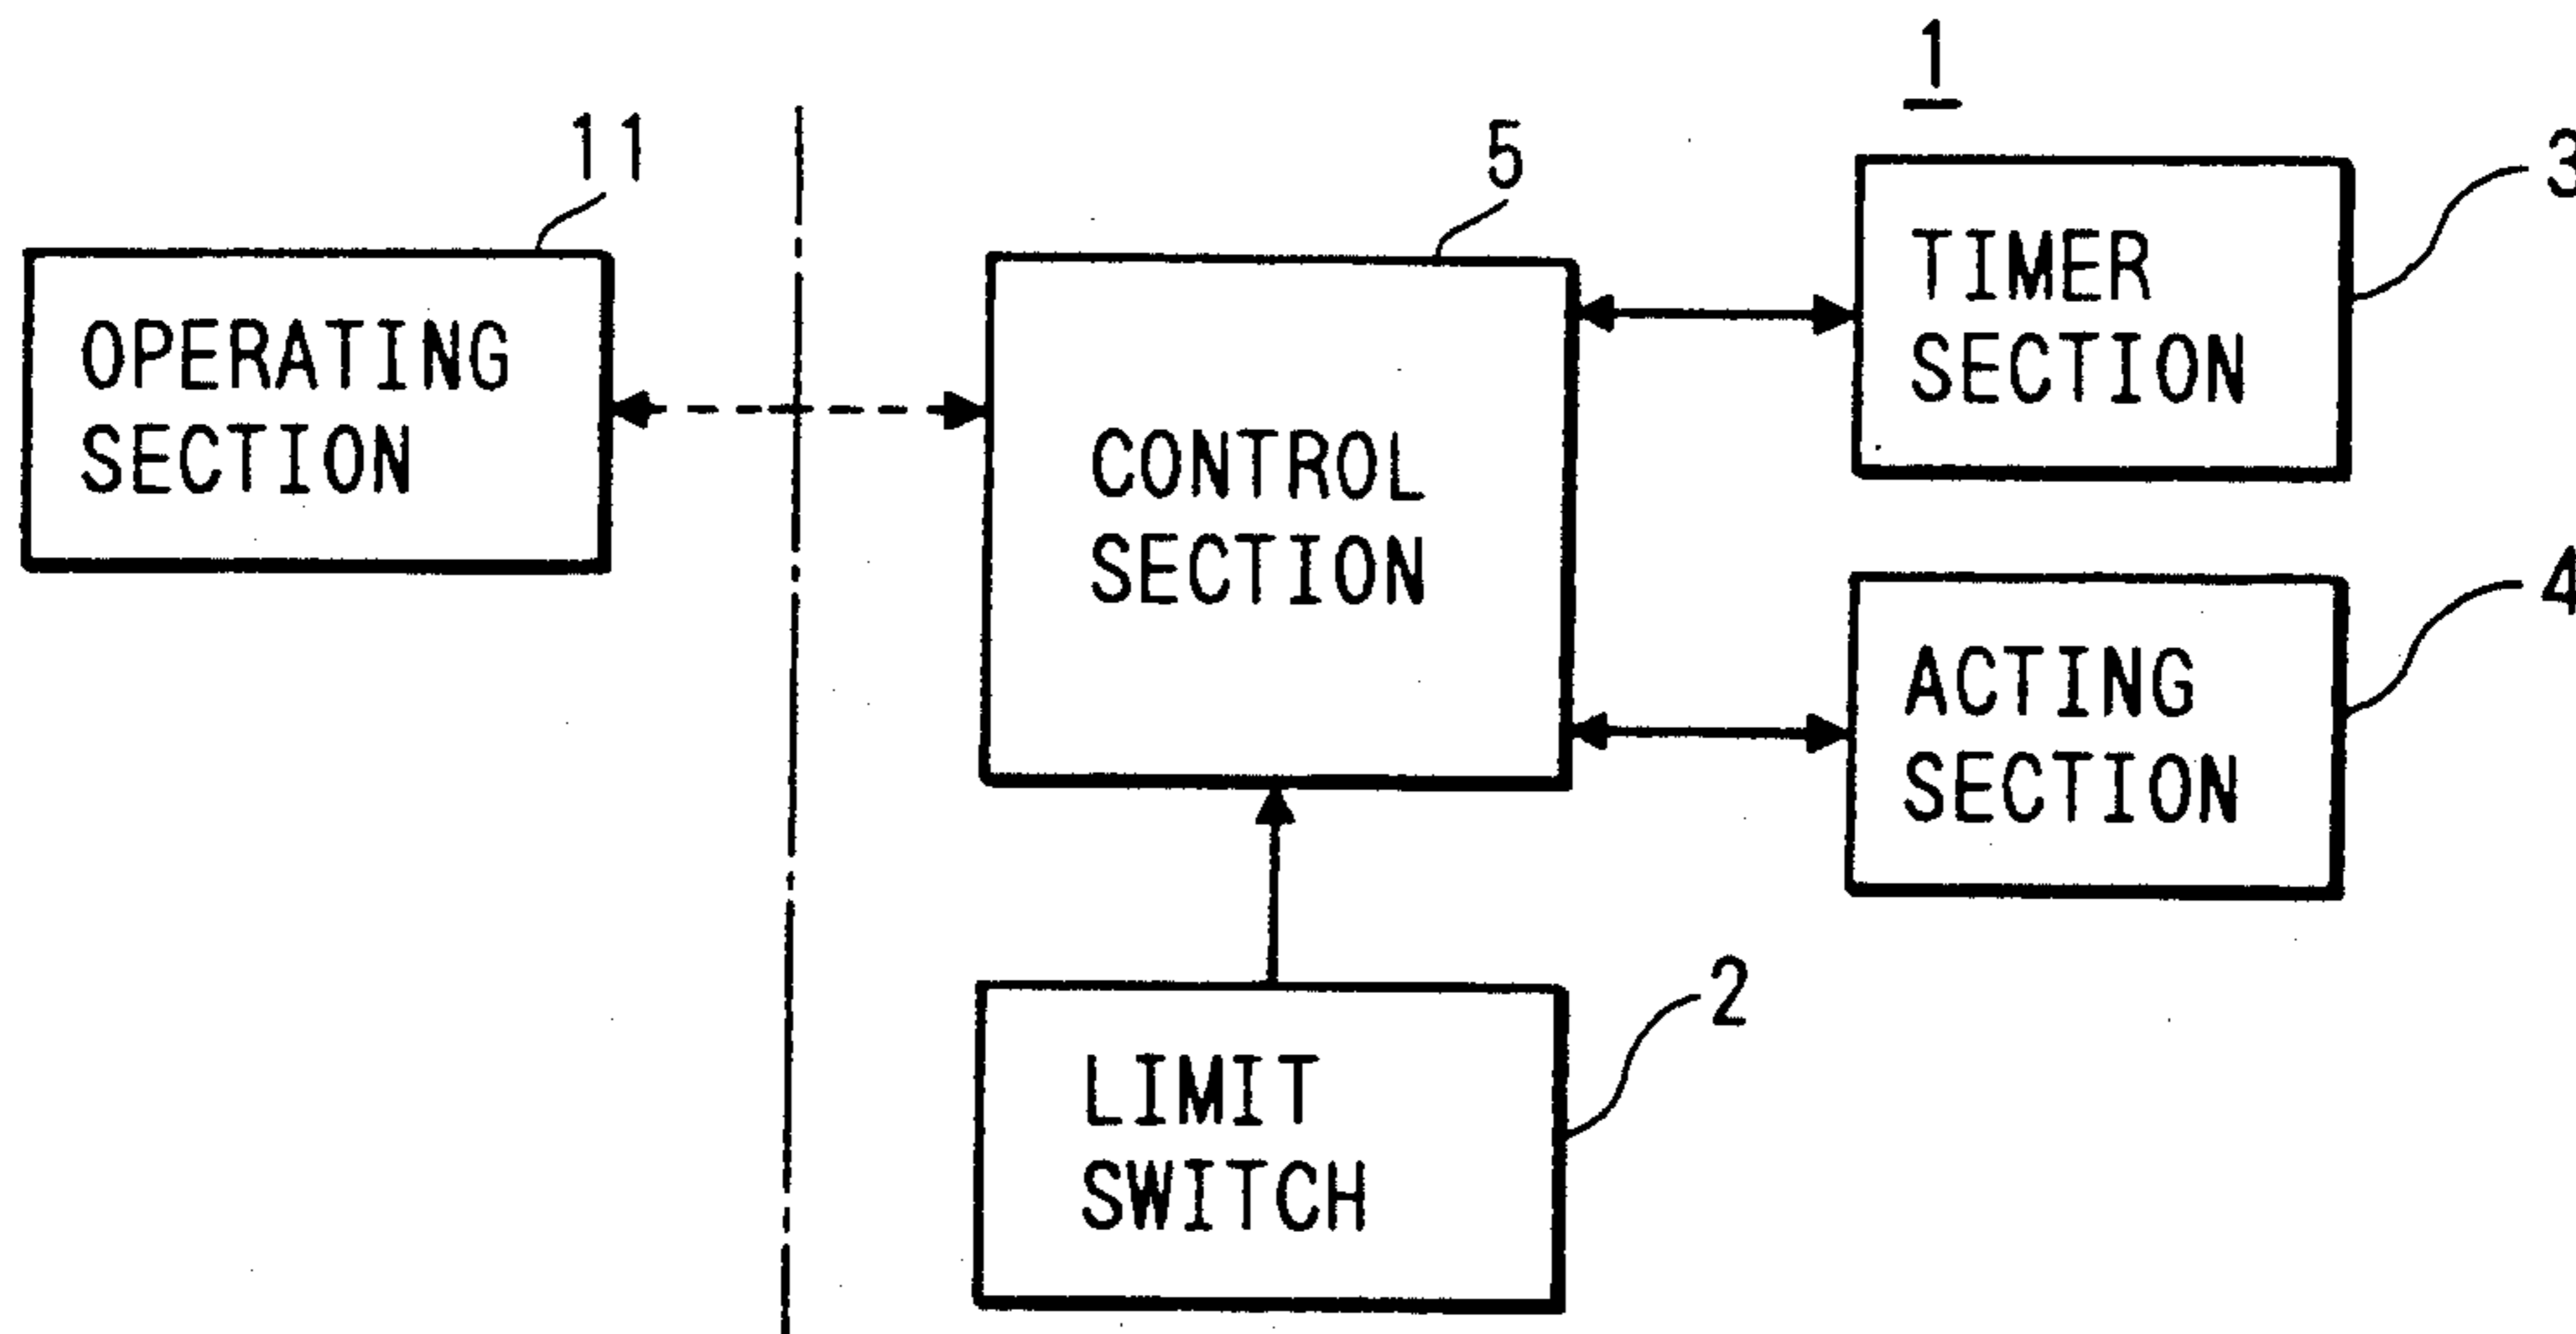 1
11
5
3
OPERATING
SECTION
CONTROL
SECTION
TIMER
SECTION
4
ACTING
SECTION
2
LIMIT
SWITCH